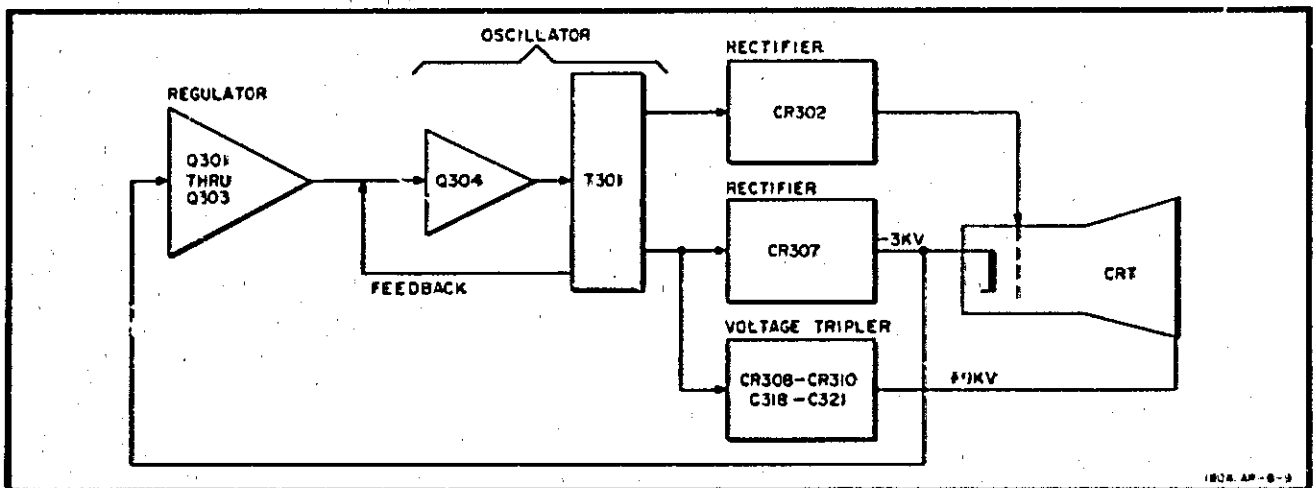 OSCILLATOR
RECTIFIER
CR302
REGULATOR
Q301
THRU
Q303
Q304
T301
RECTIFIER
CR307
-3KV
FEEDBACK
CRT
VOLTAGE TRIPLER
CR308-CR310
C318-C321